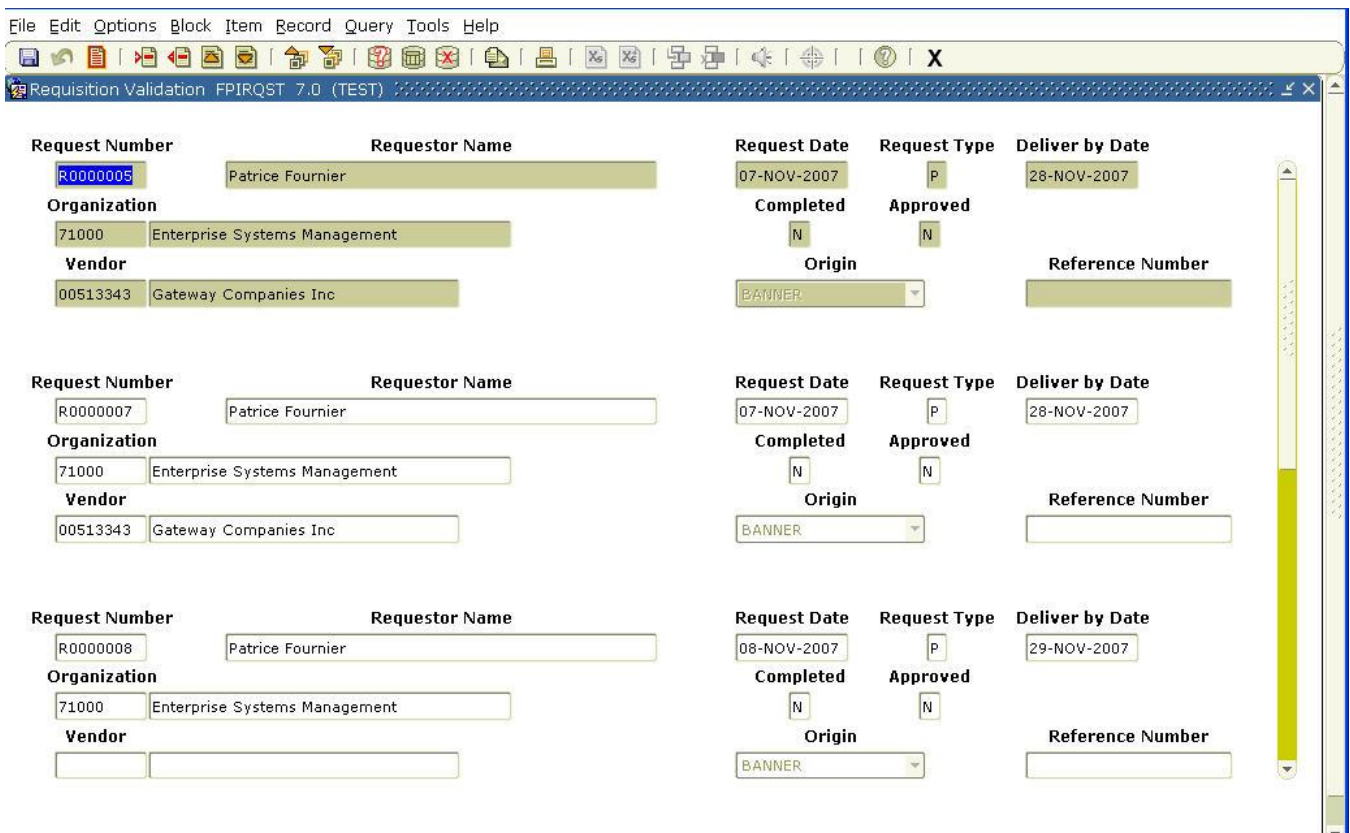 File Edit Options Block Item Record Query Tools Help
Requisition Validation FPIRQST 7.0 (TEST)
Request Number Requestor Name Request Date Request Type Deliver by Date
R0000005 Patrice Fournier 07-NOV-2007 P 28-NOV-2007
Organization Completed Approved
71000 Enterprise Systems Management N N
Vendor Origin Reference Number
00513343 Gateway Companies Inc BANNER
Request Number Requestor Name Request Date Request Type Deliver by Date
R0000007 Patrice Fournier 07-NOV-2007 P 28-NOV-2007
Organization Completed Approved
71000 Enterprise Systems Management N N
Vendor Origin Reference Number
00513343 Gateway Companies Inc BANNER
Request Number Requestor Name Request Date Request Type Deliver by Date
R0000008 Patrice Fournier 08-NOV-2007 P 29-NOV-2007
Organization Completed Approved
71000 Enterprise Systems Management N N
Vendor Origin Reference Number
BANNER